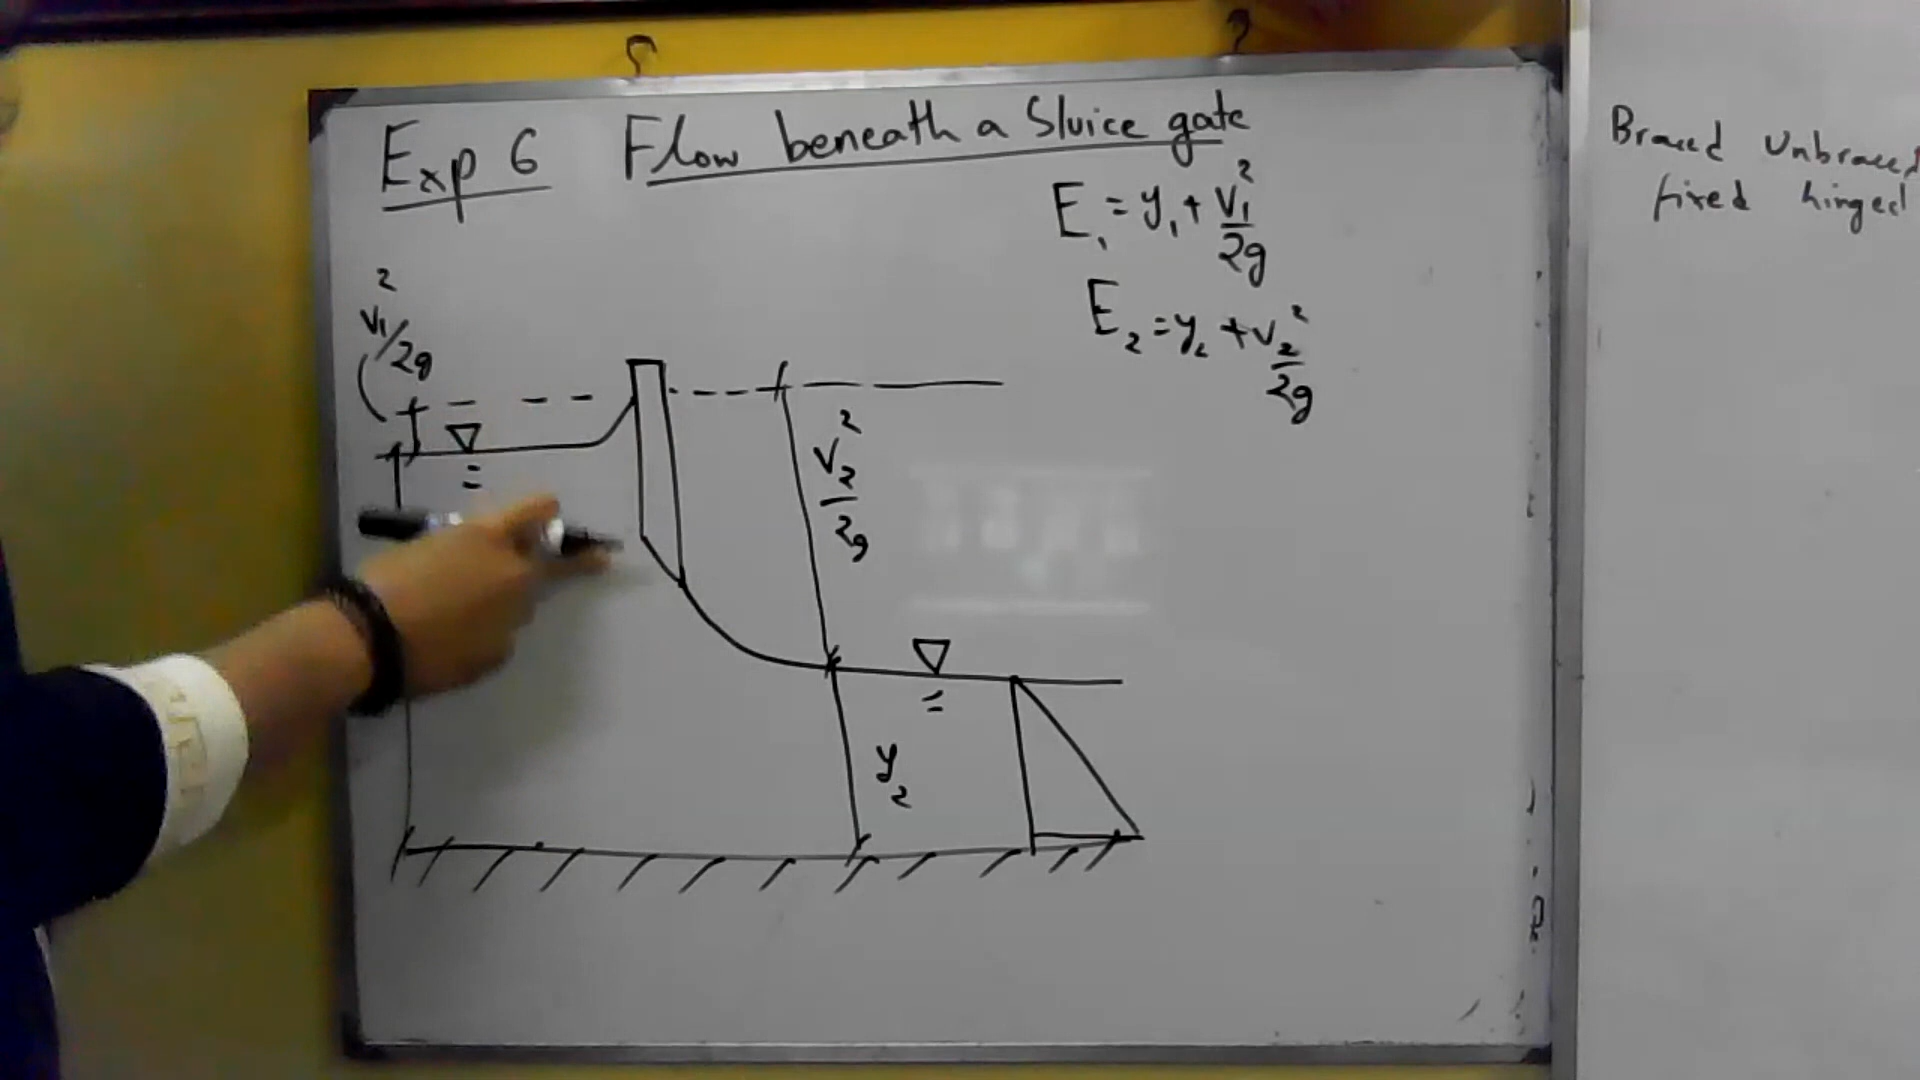 Exp 6 Flow beneath a Sluice gate
E₁ = y₁ + V₁²/2g
E₂ = y₂ + V₂²/2g
V₁²/2g
V₂²/2g
y₂
Braced Unbraced
fixed hinged